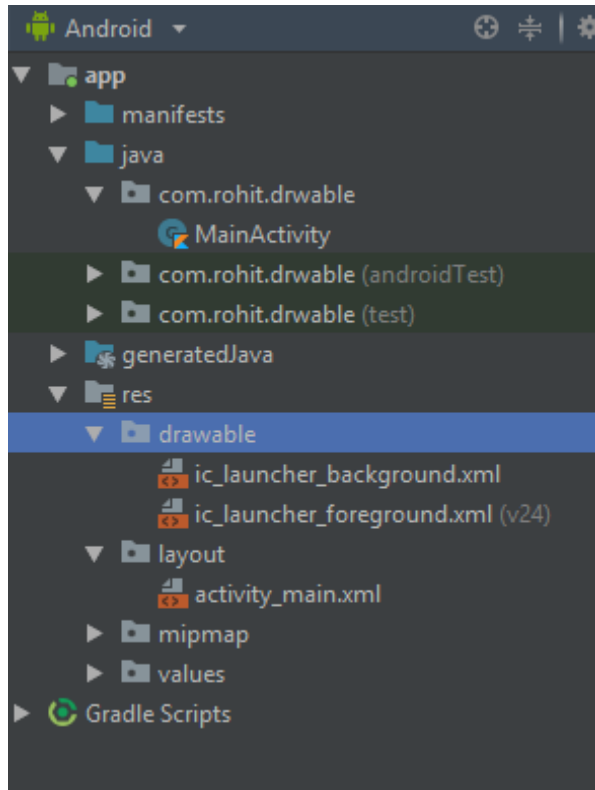 Android
app
manifests
java
com.rohit.drwable
MainActivity
com.rohit.drwable (androidTest)
com.rohit.drwable (test)
generatedJava
res
drawable
ic_launcher_background.xml
ic_launcher_foreground.xml (v24)
layout
activity_main.xml
mipmap
values
Gradle Scripts